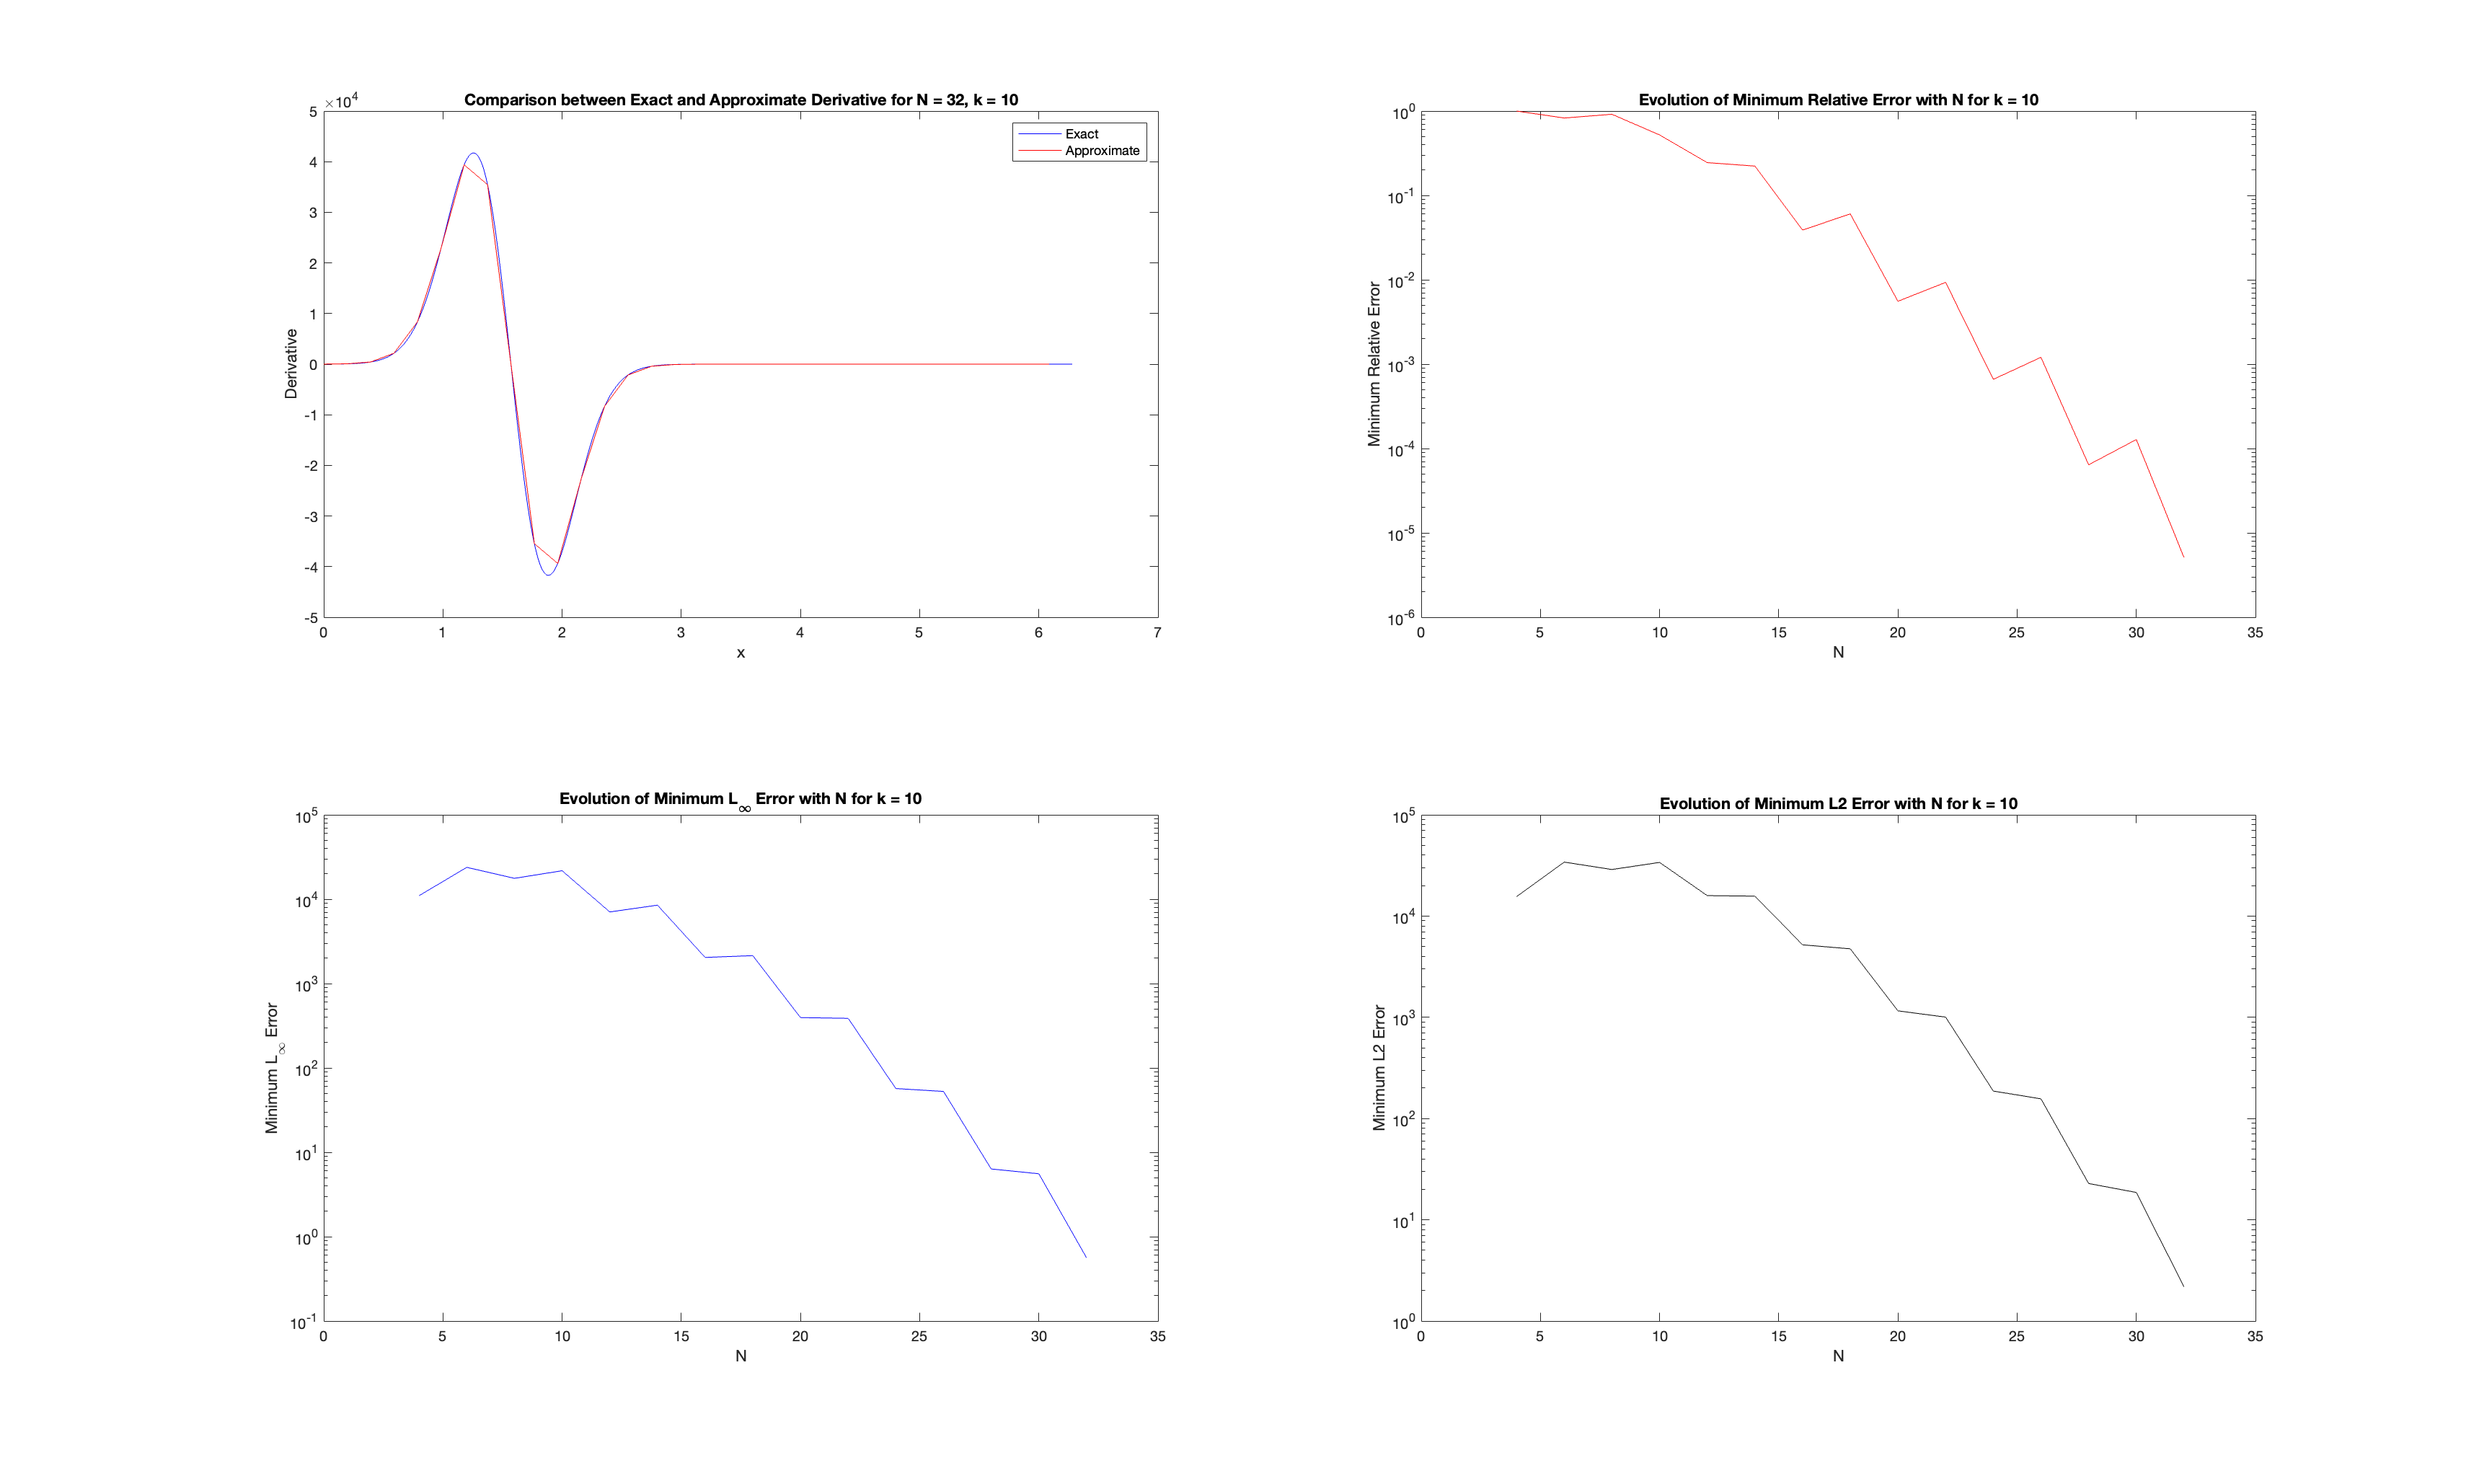 Comparison between Exact and Approximate Derivative for N = 32, k = 10
×10^4
5
4
3
2
1
0
-1
-2
-3
-4
-5
Derivative
0 1 2 3 4 5 6 7
x
Exact
Approximate
Evolution of Minimum Relative Error with N for k = 10
10^0
10^-1
10^-2
10^-3
10^-4
10^-5
10^-6
Minimum Relative Error
0 5 10 15 20 25 30 35
N
Evolution of Minimum L_∞ Error with N for k = 10
10^5
10^4
10^3
10^2
10^1
10^0
10^-1
Minimum L_∞ Error
0 5 10 15 20 25 30 35
N
Evolution of Minimum L2 Error with N for k = 10
10^5
10^4
10^3
10^2
10^1
10^0
Minimum L2 Error
0 5 10 15 20 25 30 35
N